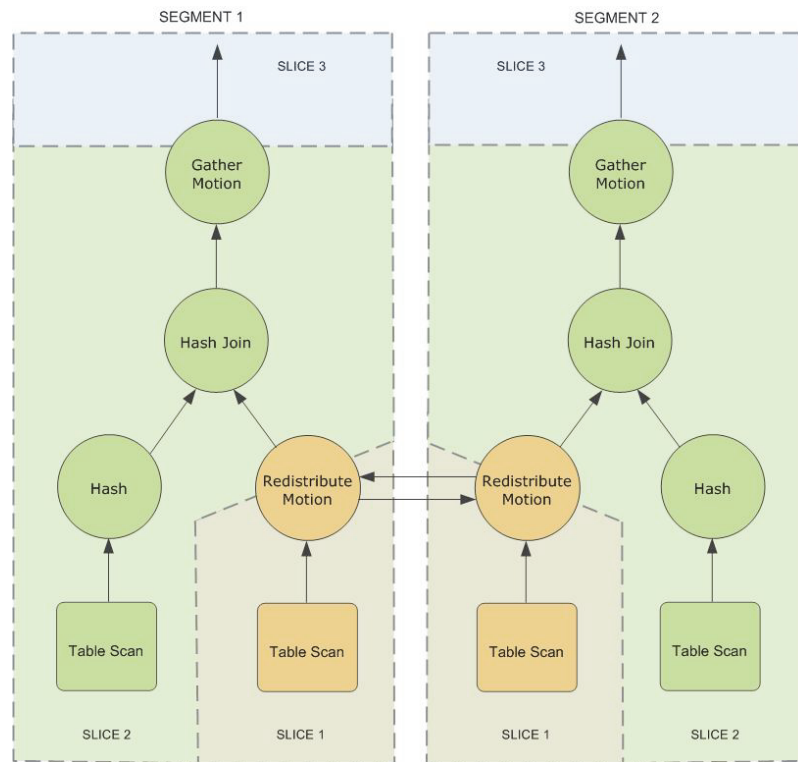 SEGMENT 1
SEGMENT 2
SLICE 3
SLICE 3
Gather
Motion
Gather
Motion
Hash Join
Hash Join
Hash
Redistribute
Motion
Redistribute
Motion
Hash
Table Scan
Table Scan
Table Scan
Table Scan
SLICE 2
SLICE 1
SLICE 1
SLICE 2